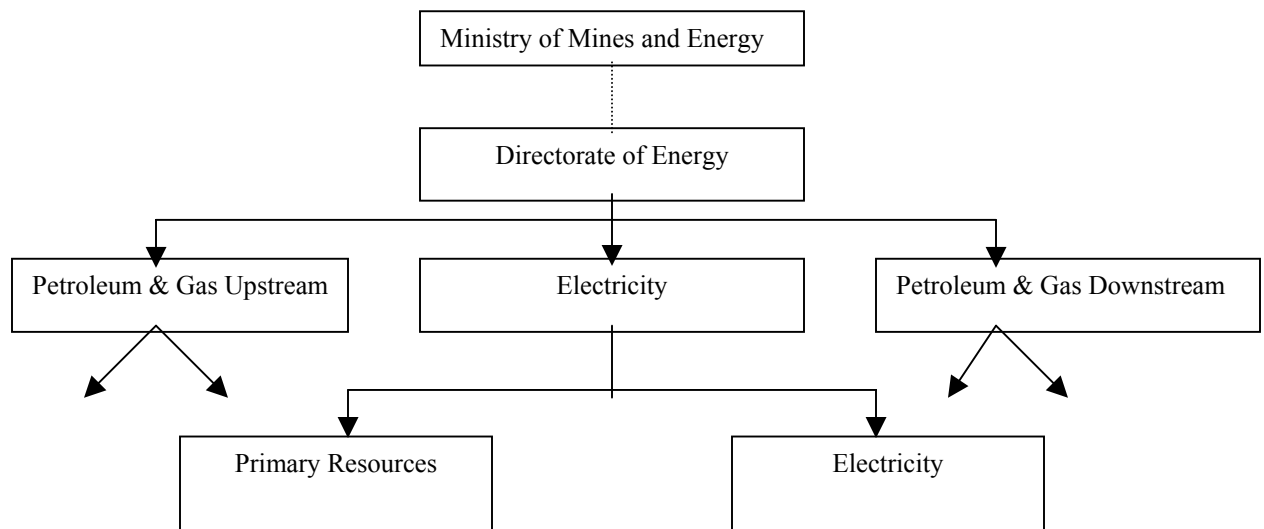 Ministry of Mines and Energy
Directorate of Energy
Petroleum & Gas Upstream
Electricity
Petroleum & Gas Downstream
Primary Resources
Electricity